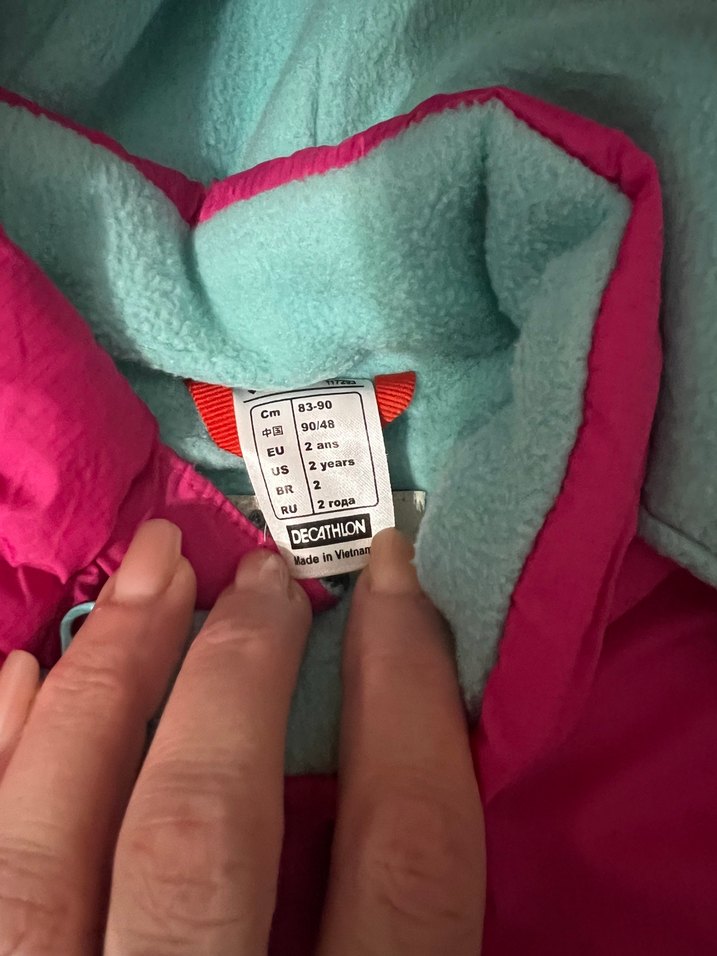 117293
Cm 83-90
中国 90/48
EU 2 ans
US 2 years
BR 2
RU 2 года
DECATHLON
Made in Vietnam